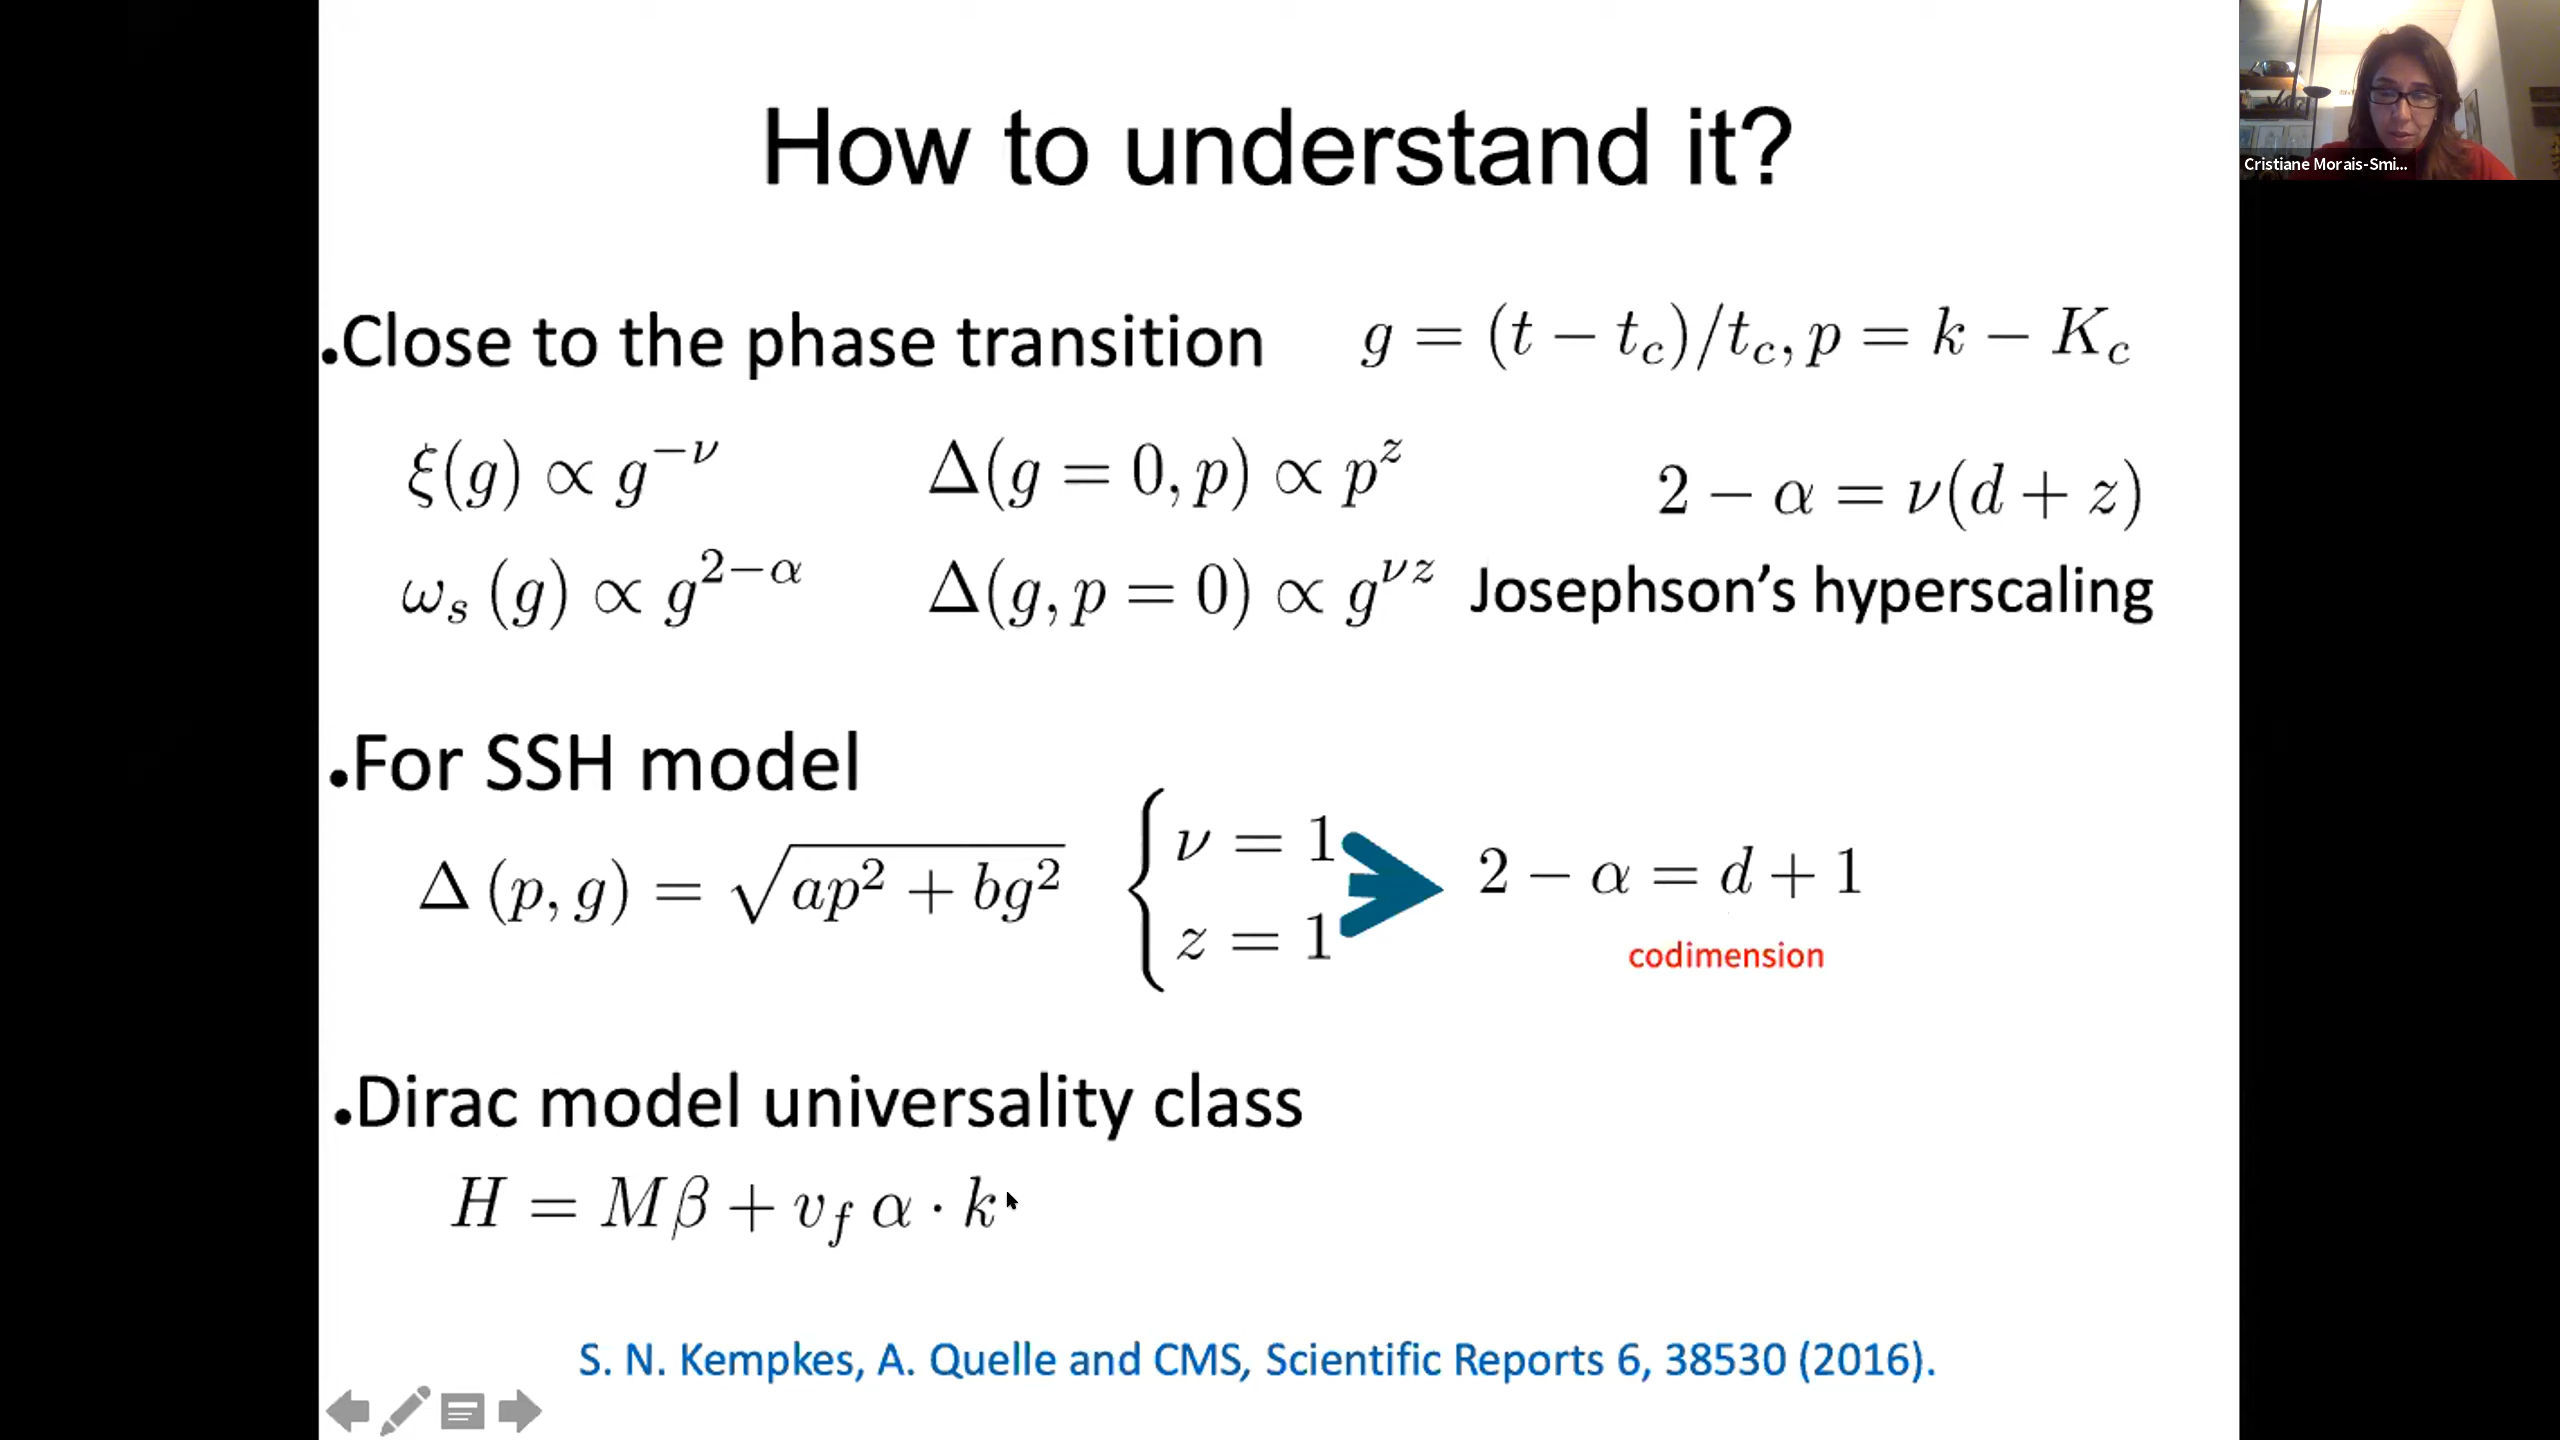 How to understand it?
•Close to the phase transition g = (t − t_c)/t_c, p = k − K_c
ξ(g) ∝ g^{−ν} Δ(g = 0, p) ∝ p^z 2 − α = ν(d + z)
ω_s (g) ∝ g^{2−α} Δ(g, p = 0) ∝ g^{νz} Josephson's hyperscaling
•For SSH model
Δ (p, g) = √(ap² + bg²) { ν = 1 z = 1 2 − α = d + 1
codimension
•Dirac model universality class
H = Mβ + v_f α · k
S. N. Kempkes, A. Quelle and CMS, Scientific Reports 6, 38530 (2016).
Cristiane Morais-Smi...